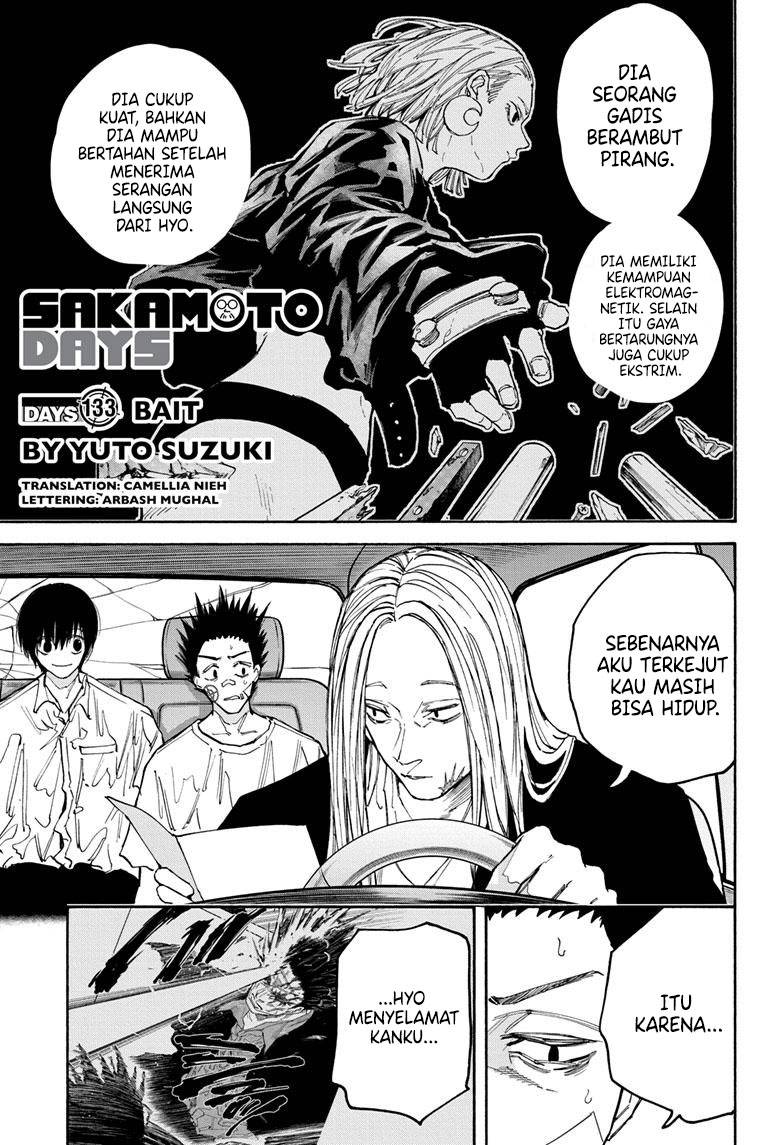 DIA
SEORANG
GADIS
BERAMBUT
PIRANG.
DIA CUKUP
KUAT, BAHKAN
DIA MAMPU
BERTAHAN SETELAH
MENERIMA
SERANGAN
LANGSUNG
DARI HYO.
DIA MEMILIKI
KEMAMPUAN
ELEKTROMAG-
NETIK. SELAIN
ITU GAYA
BERTARUNGNYA
JUGA CUKUP
EKSTRIM.
SAKAMOTO
DAYS
DAYS 133 BAIT
BY YUTO SUZUKI
TRANSLATION: CAMELLIA NIEH
LETTERING: ARBASH MUGHAL
SEBENARNYA
AKU TERKEJUT
KAU MASIH
BISA HIDUP.
ITU
KARENA...
...HYO
MENYELAMAT
KANKU...